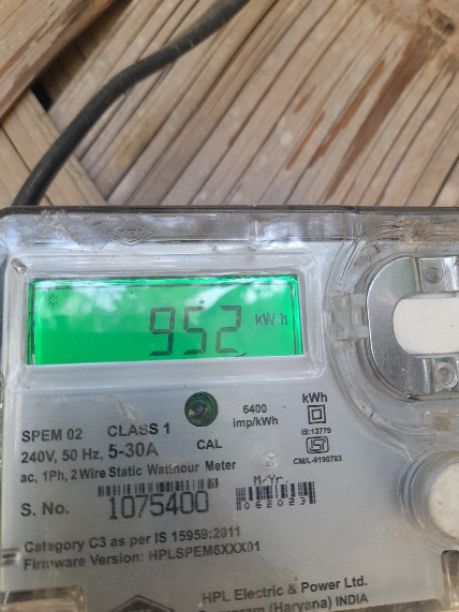 952 kWh
6400 imp/kWh
kWh
SPEM 02 CLASS 1
240V, 50 Hz, 5-30A CAL
IS:13779
ac, 1Ph, 2 Wire Static Watthour Meter
CM/L-9190783
M/Yr.
S. No. 1075400
062023
Category C3 as per IS 15959:2011
Firmware Version: HPLSPEM6XXX01
HPL Electric & Power Ltd.
(Haryana) INDIA